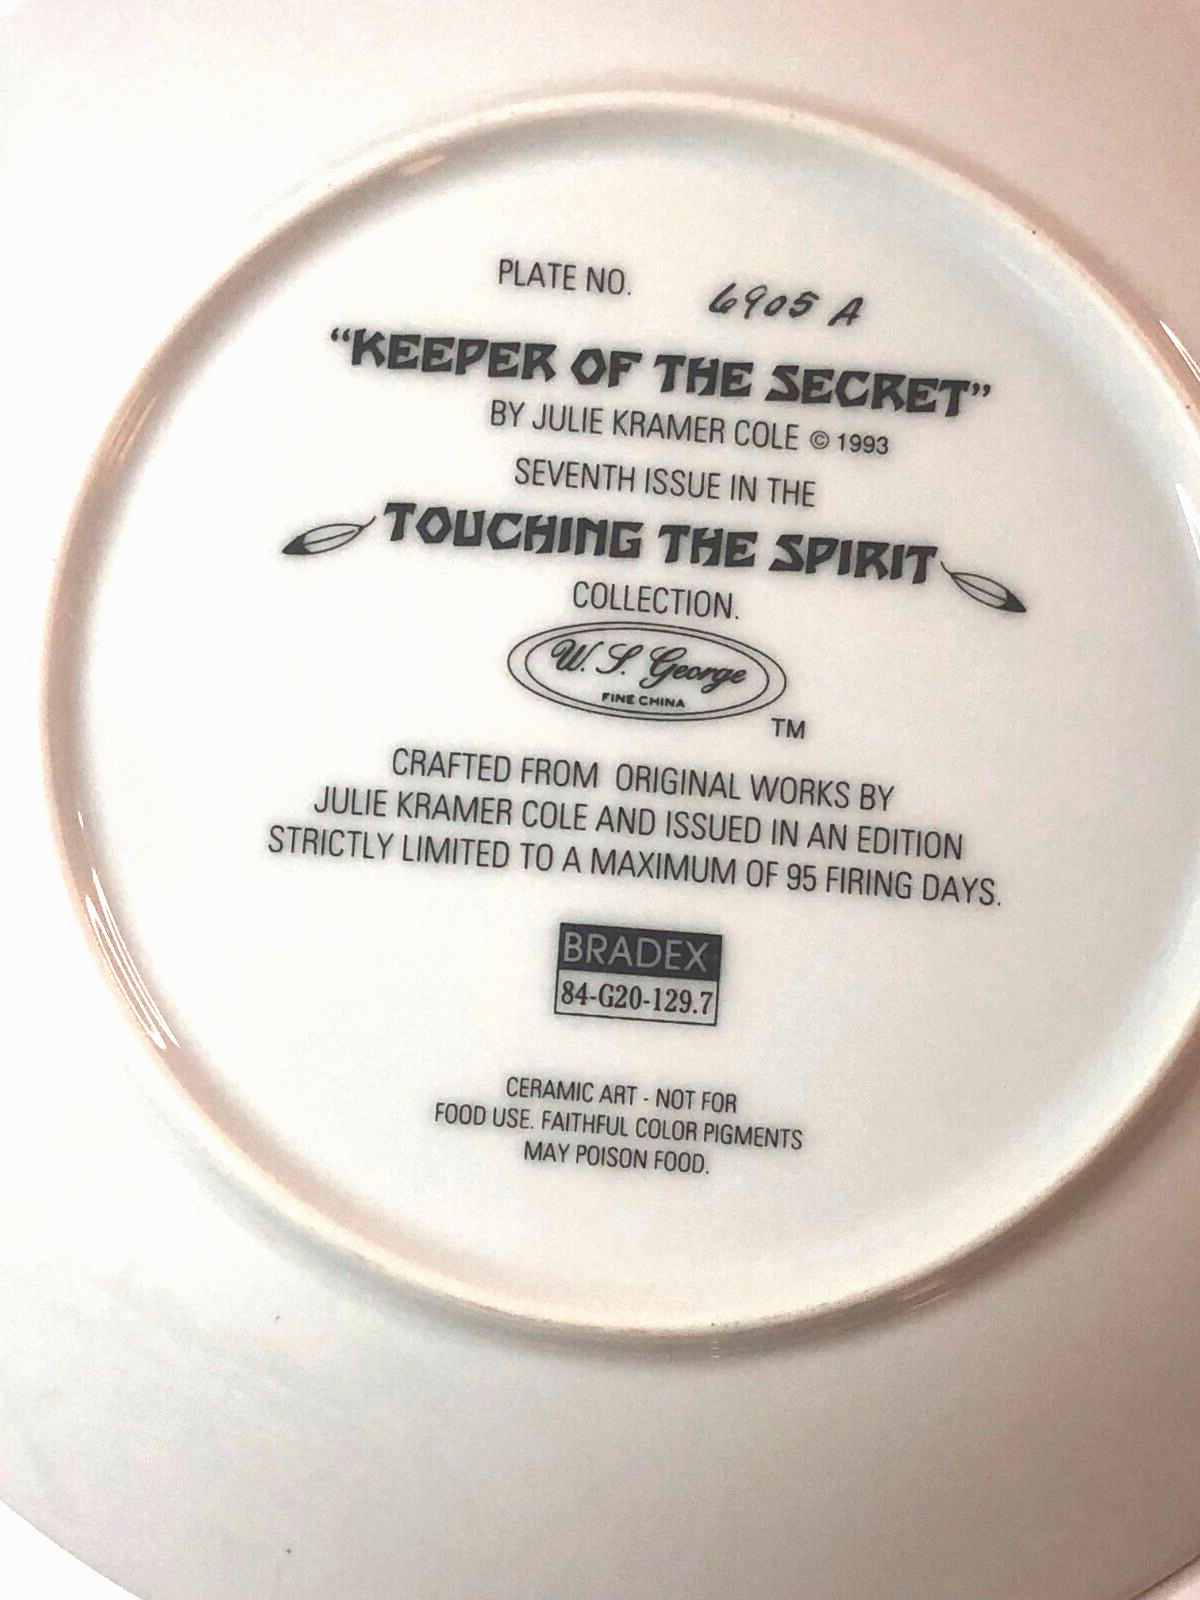 PLATE NO. 6905 A
“KEEPER OF THE SECRET”
BY JULIE KRAMER COLE © 1993
SEVENTH ISSUE IN THE
TOUCHING THE SPIRIT
COLLECTION.
W. S. George
FINE CHINA
TM
CRAFTED FROM ORIGINAL WORKS BY
JULIE KRAMER COLE AND ISSUED IN AN EDITION
STRICTLY LIMITED TO A MAXIMUM OF 95 FIRING DAYS.
BRADEX
84-G20-129.7
CERAMIC ART - NOT FOR
FOOD USE. FAITHFUL COLOR PIGMENTS
MAY POISON FOOD.